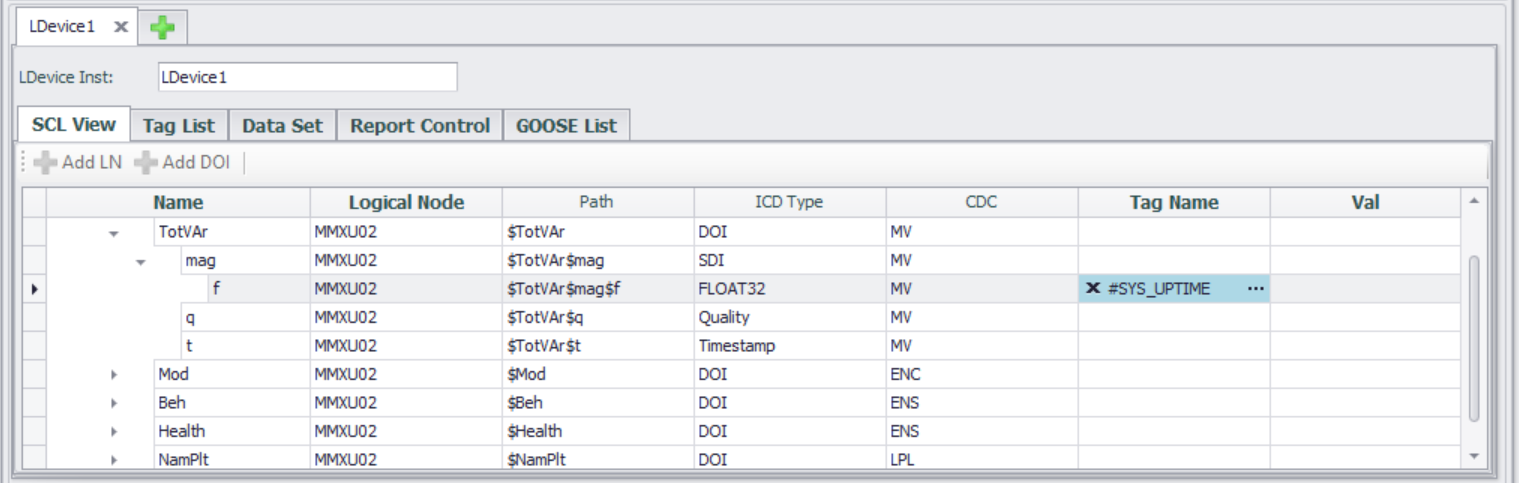 LDevice1
LDevice Inst: LDevice1
SCL View Tag List Data Set Report Control GOOSE List
Add LN Add DOI
Name Logical Node Path ICD Type CDC Tag Name Val
TotVAr MMXU02 $TotVAr DOI MV
mag MMXU02 $TotVAr$mag SDI MV
f MMXU02 $TotVAr$mag$f FLOAT32 MV #SYS_UPTIME ...
q MMXU02 $TotVAr$q Quality MV
t MMXU02 $TotVAr$t Timestamp MV
Mod MMXU02 $Mod DOI ENC
Beh MMXU02 $Beh DOI ENS
Health MMXU02 $Health DOI ENS
NamPlt MMXU02 $NamPlt DOI LPL